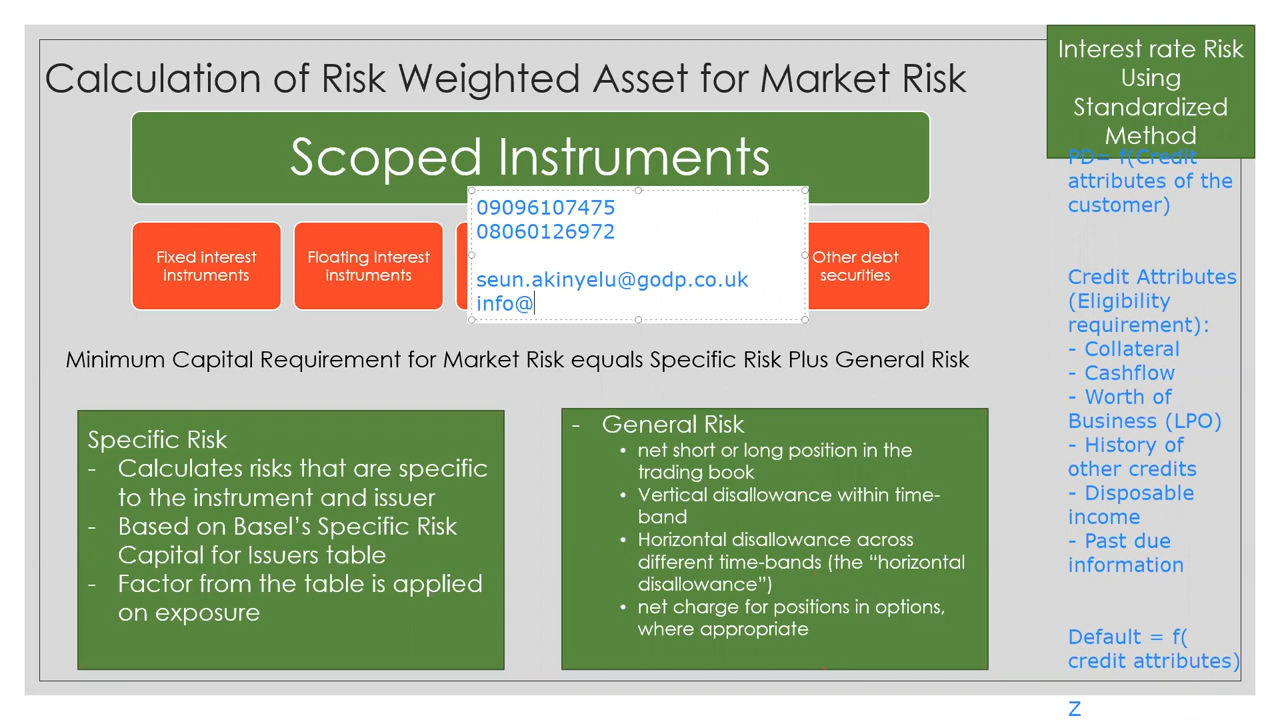 Calculation of Risk Weighted Asset for Market Risk
Interest rate Risk
Using
Standardized
Method
Scoped Instruments
09096107475
08060126972
seun.akinyelu@godp.co.uk
info@
Fixed interest
instruments
Floating Interest
instruments
Other debt
securities
Minimum Capital Requirement for Market Risk equals Specific Risk Plus General Risk
Specific Risk
- Calculates risks that are specific
to the instrument and issuer
- Based on Basel’s Specific Risk
Capital for Issuers table
- Factor from the table is applied
on exposure
- General Risk
• net short or long position in the
trading book
• Vertical disallowance within time-
band
• Horizontal disallowance across
different time-bands (the “horizontal
disallowance”)
• net charge for positions in options,
where appropriate
PD= f(Credit
attributes of the
customer)
Credit Attributes
(Eligibility
requirement):
- Collateral
- Cashflow
- Worth of
Business (LPO)
- History of
other credits
- Disposable
income
- Past due
information
Default = f(
credit attributes)
Z